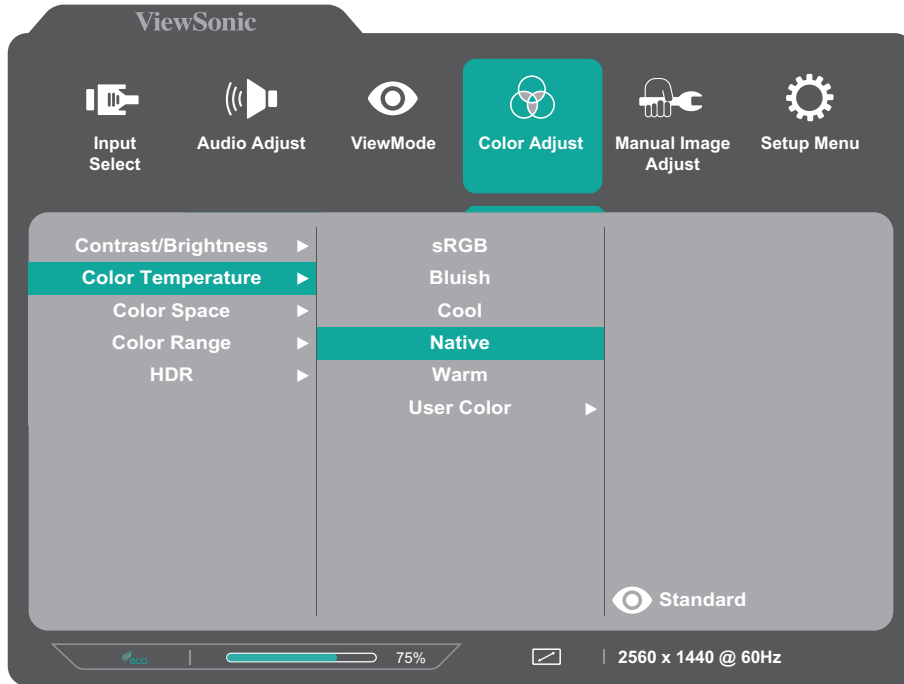 ViewSonic
Input
Select
Audio Adjust
ViewMode
Color Adjust
Manual Image
Adjust
Setup Menu
Contrast/Brightness
Color Temperature
Color Space
Color Range
HDR
sRGB
Bluish
Cool
Native
Warm
User Color
Standard
eco
75%
2560 x 1440 @ 60Hz